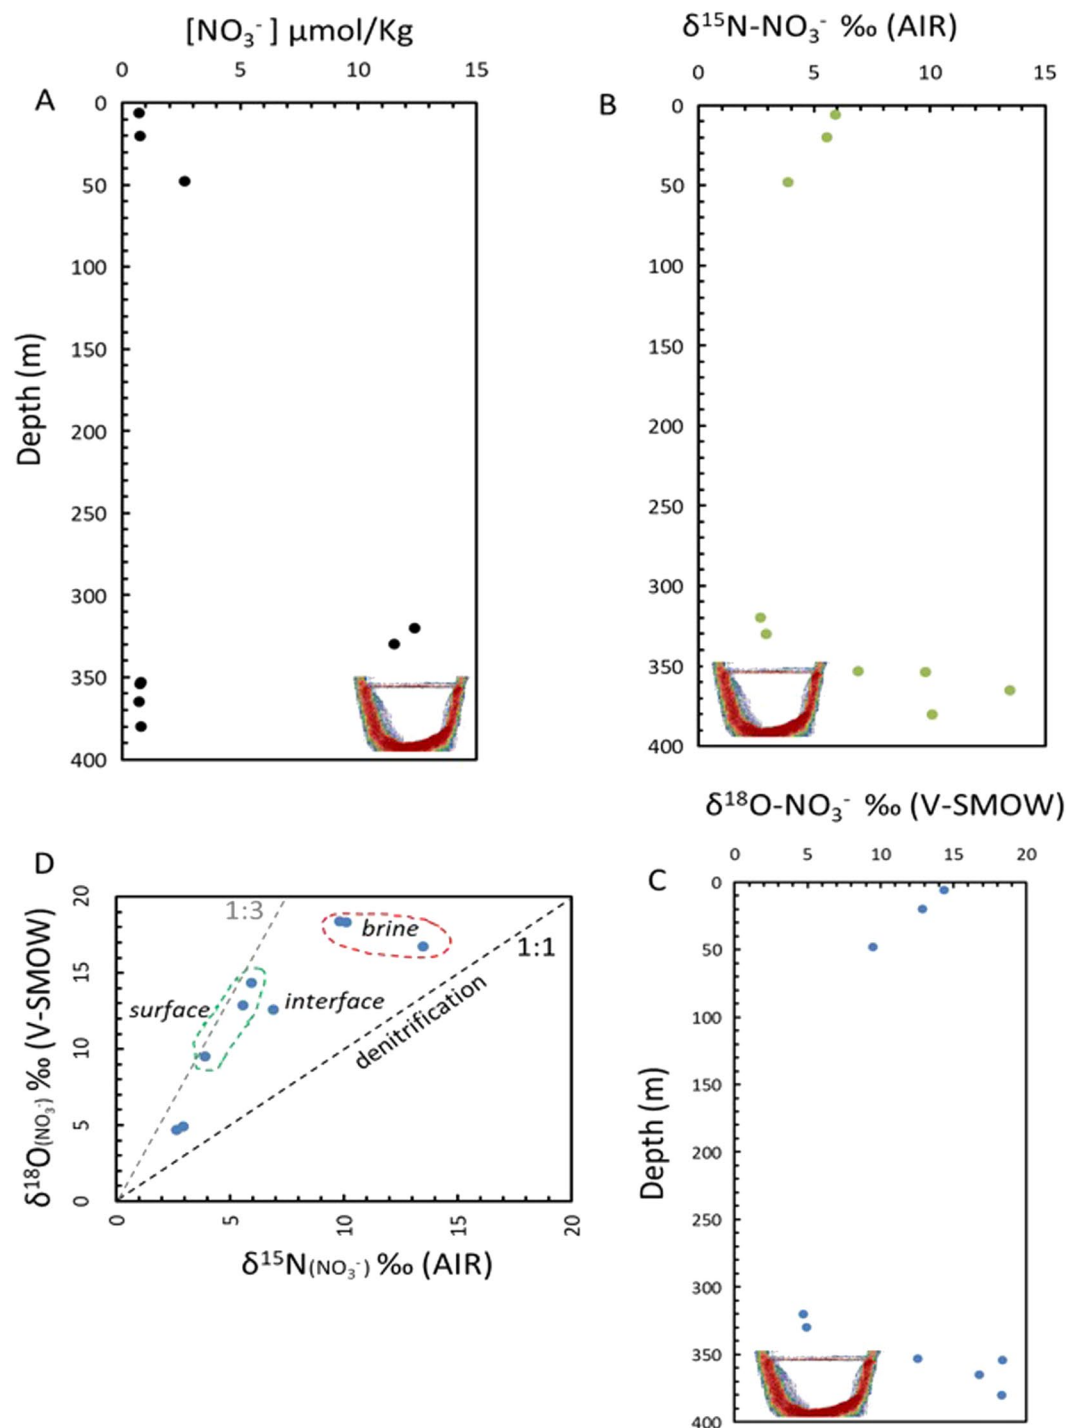 [NO₃⁻] μmol/Kg
0 5 10 15
A
0
50
100
150
200
250
300
350
400
Depth (m)
δ¹⁵N-NO₃⁻ ‰ (AIR)
0 5 10 15
B
0
50
100
150
200
250
300
350
400
δ¹⁸O-NO₃⁻ ‰ (V-SMOW)
0 5 10 15 20
C
0
50
100
150
200
250
300
350
400
Depth (m)
D
20
15
10
5
0
δ¹⁸O(NO₃⁻) ‰ (V-SMOW)
1:3
brine
1:1
surface
interface
denitrification
0 5 10 15 20
δ¹⁵N(NO₃⁻) ‰ (AIR)